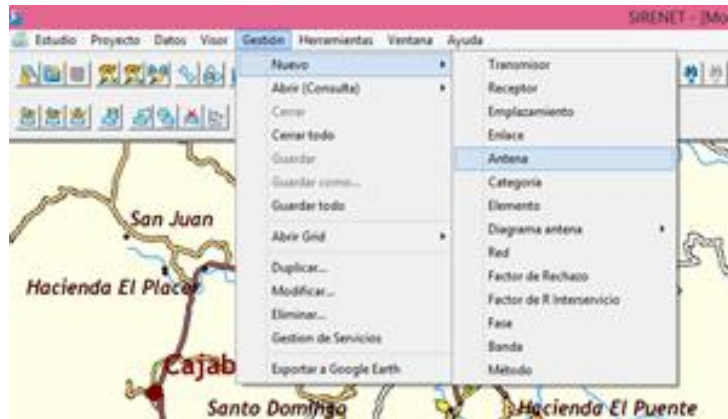 SIRENET - [Mo
Estudio Proyecto Datos Visor Gestión Herramientas Ventana Ayuda
Nuevo
Abrir (Consulta)
Cerrar
Cerrar todo
Guardar
Guardar como...
Guardar todo
Abrir Grid
Duplicar...
Modificar...
Eliminar...
Gestion de Servicios
Exportar a Google Earth
Transmisor
Receptor
Emplazamiento
Enlace
Antena
Categoría
Elemento
Diagrama antena
Red
Factor de Rechazo
Factor de R Interservicio
Fase
Banda
Método
San Juan
Hacienda El Placer
Cajab
Santo Domingo
Hacienda El Puente